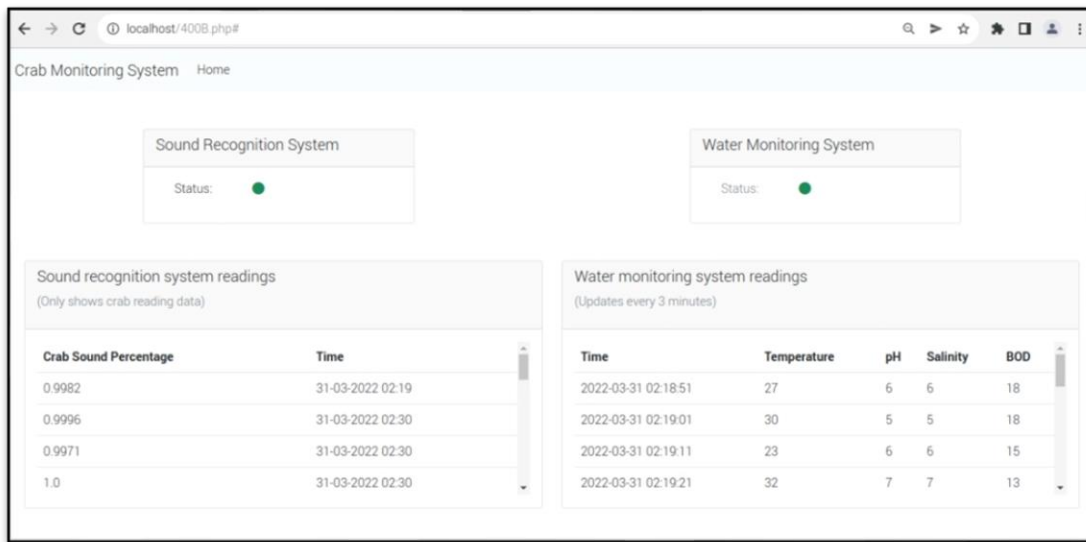 localhost/400B.php#
Crab Monitoring System Home
Sound Recognition System
Status:
Water Monitoring System
Status:
Sound recognition system readings
(Only shows crab reading data)
Crab Sound Percentage Time
0.9982 31-03-2022 02:19
0.9996 31-03-2022 02:30
0.9971 31-03-2022 02:30
1.0 31-03-2022 02:30
Water monitoring system readings
(Updates every 3 minutes)
Time Temperature pH Salinity BOD
2022-03-31 02:18:51 27 6 6 18
2022-03-31 02:19:01 30 5 5 18
2022-03-31 02:19:11 23 6 6 15
2022-03-31 02:19:21 32 7 7 13